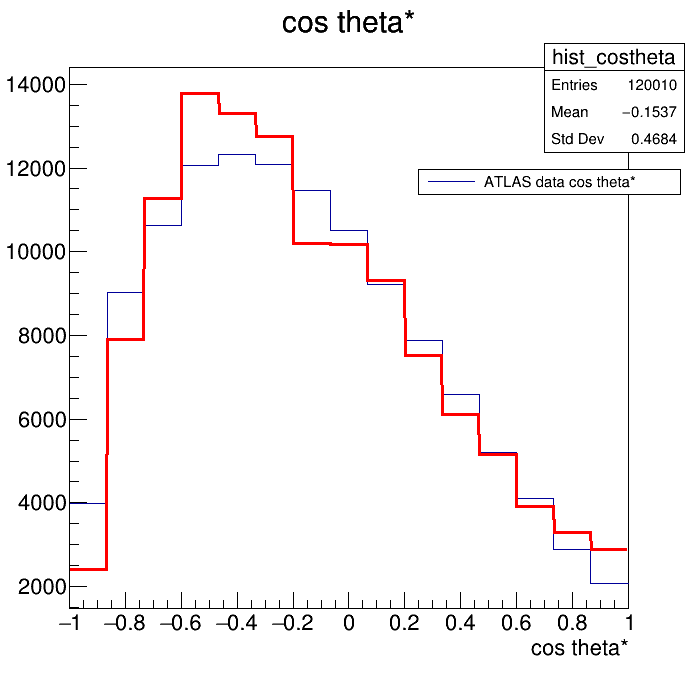 cos theta*
hist_costheta
Entries 120010
Mean −0.1537
Std Dev 0.4684
ATLAS data cos theta*
14000
12000
10000
8000
6000
4000
2000
−1 −0.8 −0.6 −0.4 −0.2 0 0.2 0.4 0.6 0.8 1
cos theta*